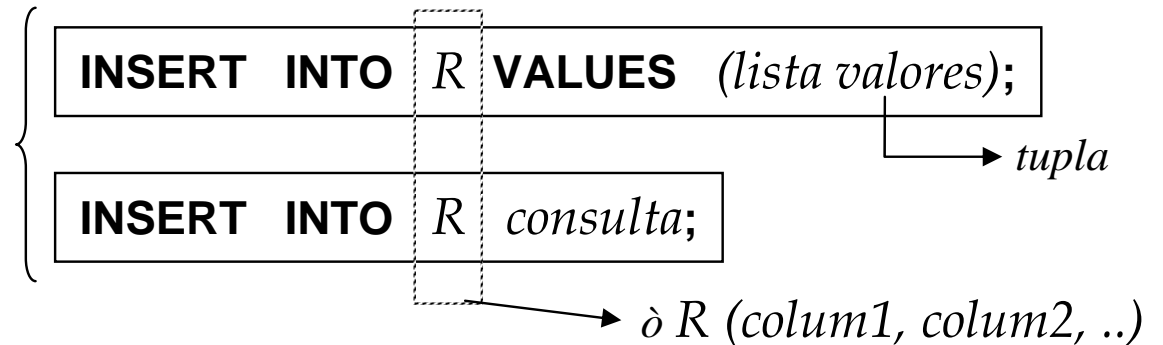 INSERT INTO R VALUES (lista valores);
tupla
INSERT INTO R consulta;
ò R (colum1, colum2, ..)